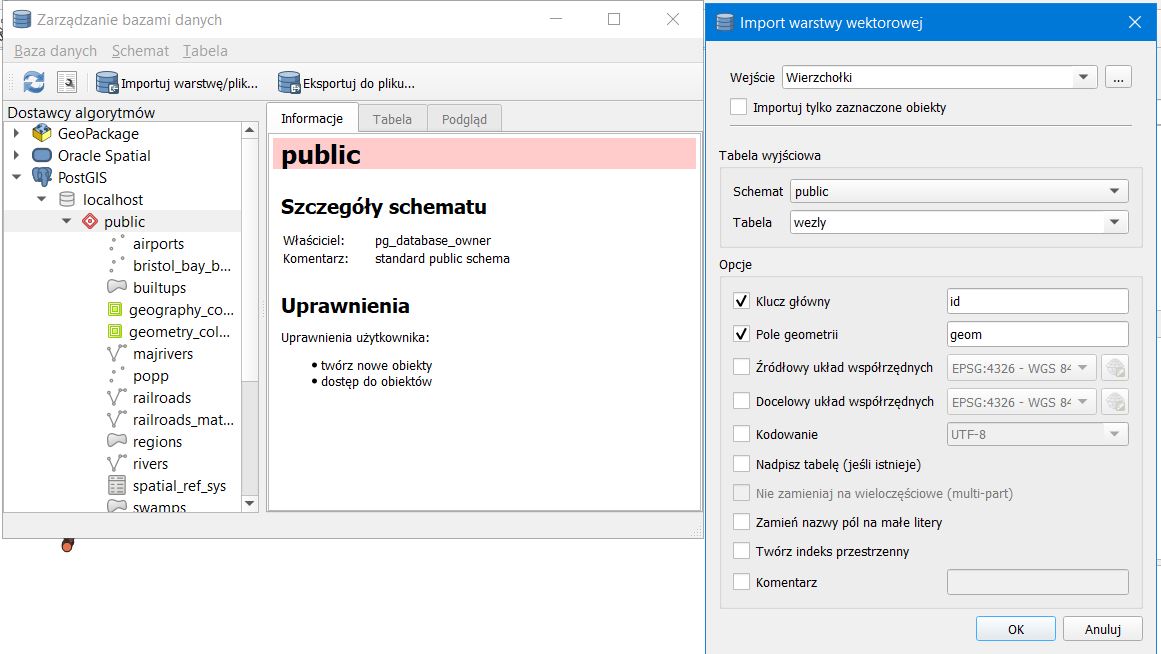 Zarządzanie bazami danych
Baza danych Schemat Tabela
Importuj warstwę/plik... Eksportuj do pliku...
Dostawcy algorytmów
GeoPackage
Oracle Spatial
PostGIS
localhost
public
airports
bristol_bay_b...
builtups
geography_co...
geometry_col...
majrivers
popp
railroads
railroads_mat...
regions
rivers
spatial_ref_sys
swamps
Informacje Tabela Podgląd
public
Szczegóły schematu
Właściciel: pg_database_owner
Komentarz: standard public schema
Uprawnienia
Uprawnienia użytkownika:
• twórz nowe obiekty
• dostęp do obiektów
Import warstwy wektorowej
Wejście Wierzchołki ...
Importuj tylko zaznaczone obiekty
Tabela wyjściowa
Schemat public
Tabela wezly
Opcje
Klucz główny id
Pole geometrii geom
Źródłowy układ współrzędnych EPSG:4326 - WGS 84
Docelowy układ współrzędnych EPSG:4326 - WGS 84
Kodowanie UTF-8
Nadpisz tabelę (jeśli istnieje)
Nie zamieniaj na wieloczęściowe (multi-part)
Zamień nazwy pól na małe litery
Twórz indeks przestrzenny
Komentarz
OK Anuluj